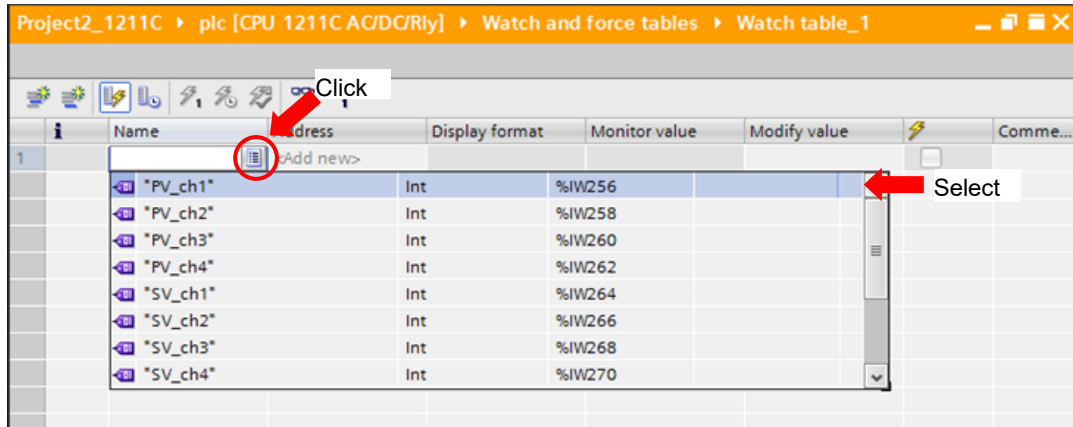 Project2_1211C ▸ plc [CPU 1211C AC/DC/Rly] ▸ Watch and force tables ▸ Watch table_1
Click
i Name Display format Monitor value Modify value Comme...
1 <Add new>
"PV_ch1" Int %IW256
Select
"PV_ch2" Int %IW258
"PV_ch3" Int %IW260
"PV_ch4" Int %IW262
"SV_ch1" Int %IW264
"SV_ch2" Int %IW266
"SV_ch3" Int %IW268
"SV_ch4" Int %IW270